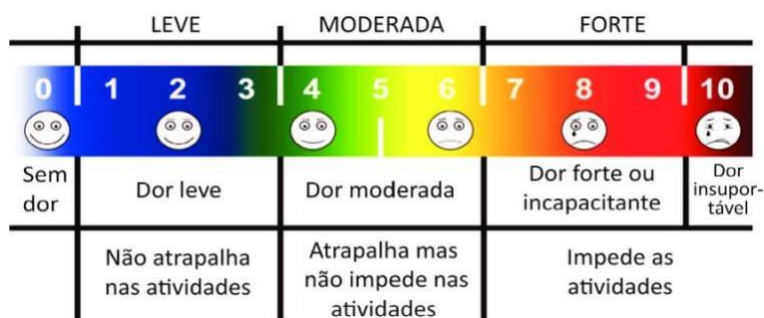 LEVE MODERADA FORTE
0 1 2 3 4 5 6 7 8 9 10
Sem
dor
Dor leve
Dor moderada
Dor forte ou
incapacitante
Dor
insupor-
tável
Não atrapalha
nas atividades
Atrapalha mas
não impede nas
atividades
Impede as
atividades